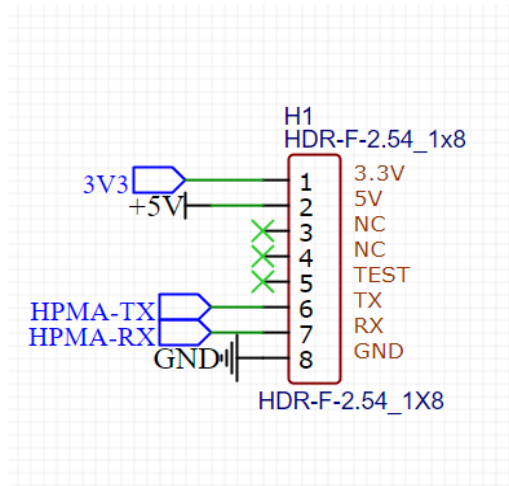 H1
HDR-F-2.54_1x8
3V3 1 3.3V
+5V 2 5V
3 NC
4 NC
5 TEST
HPMA-TX 6 TX
HPMA-RX 7 RX
GND 8 GND
HDR-F-2.54_1X8